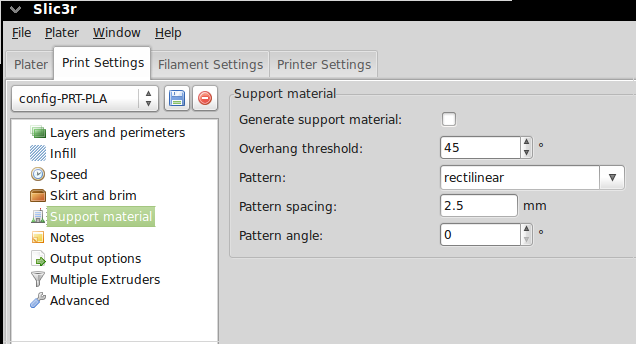 Slic3r
File Plater Window Help
Plater Print Settings Filament Settings Printer Settings
config-PRT-PLA
Layers and perimeters
Infill
Speed
Skirt and brim
Support material
Notes
Output options
Multiple Extruders
Advanced
Support material
Generate support material:
Overhang threshold: 45 °
Pattern: rectilinear
Pattern spacing: 2.5 mm
Pattern angle: 0 °